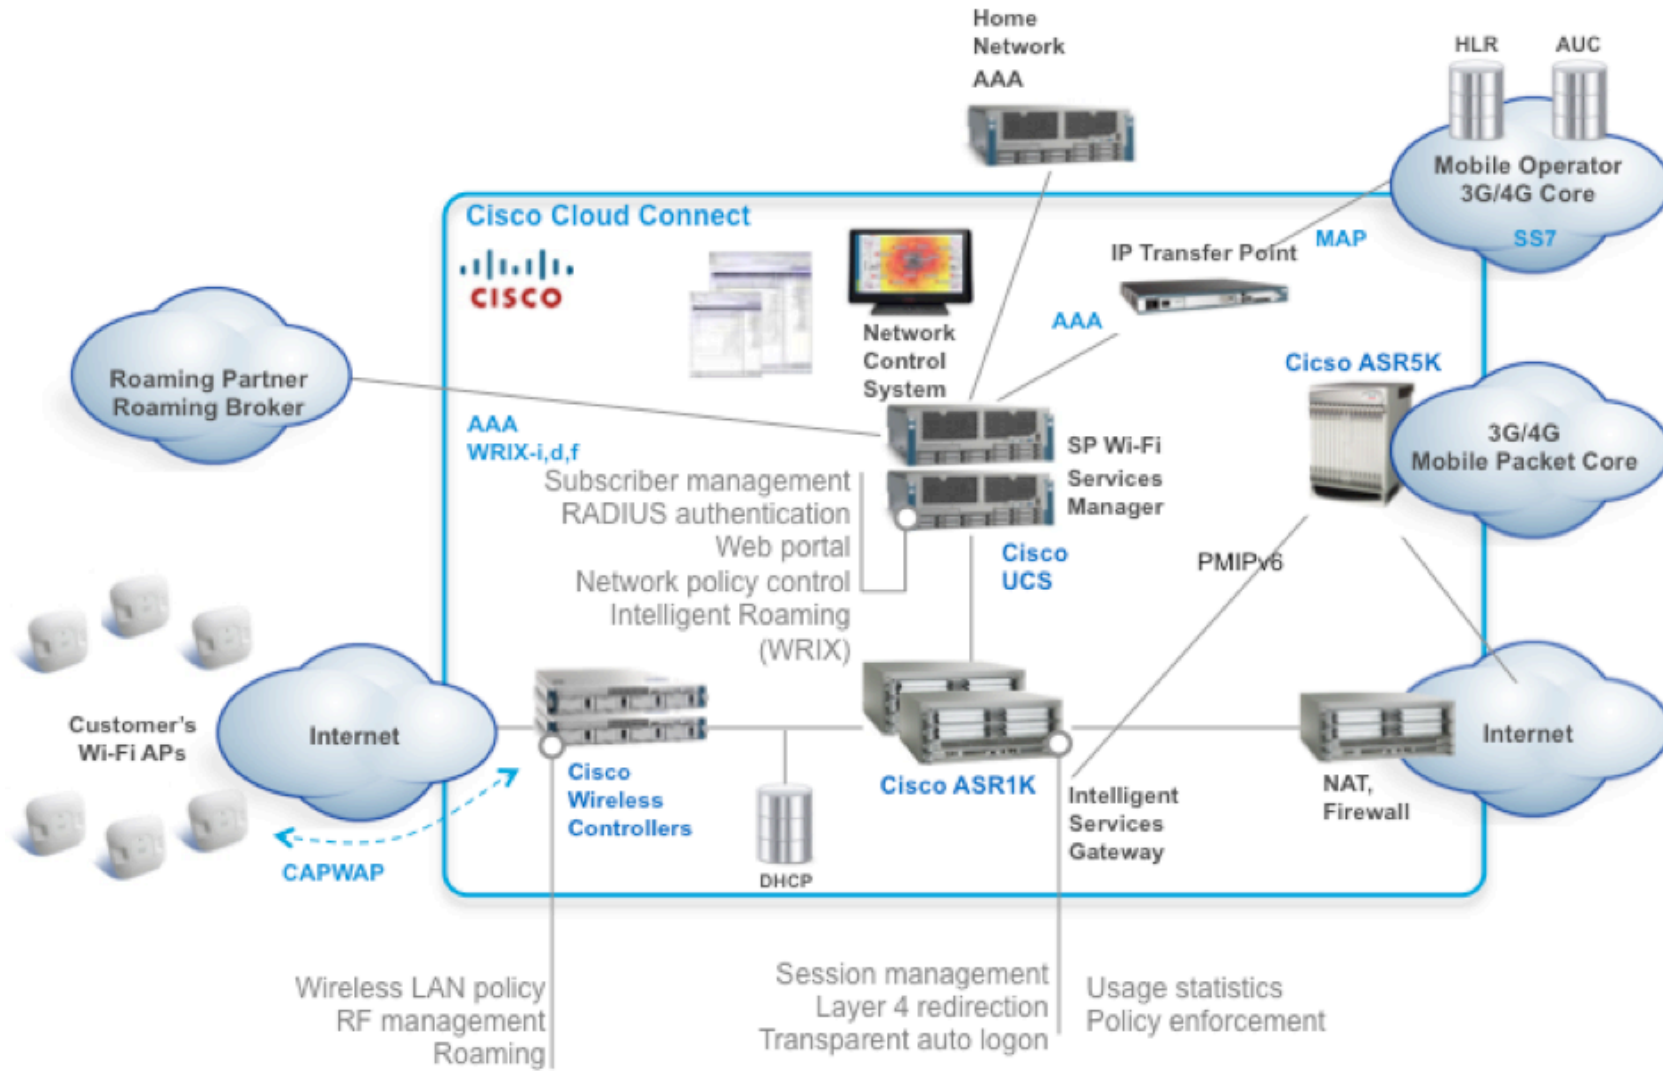 Home
Network
AAA
HLR
AUC
Mobile Operator
3G/4G Core
SS7
MAP
Cisco Cloud Connect
CISCO
IP Transfer Point
AAA
Network
Control
System
Roaming Partner
Roaming Broker
AAA
WRIX-i,d,f
Cicso ASR5K
3G/4G
Mobile Packet Core
SP Wi-Fi
Services
Manager
Subscriber management
RADIUS authentication
Web portal
Network policy control
Intelligent Roaming
(WRIX)
Cisco
UCS
PMIPv6
Customer's
Wi-Fi APs
Internet
CAPWAP
Cisco
Wireless
Controllers
DHCP
Cisco ASR1K
Intelligent
Services
Gateway
NAT,
Firewall
Internet
Wireless LAN policy
RF management
Roaming
Session management
Layer 4 redirection
Transparent auto logon
Usage statistics
Policy enforcement